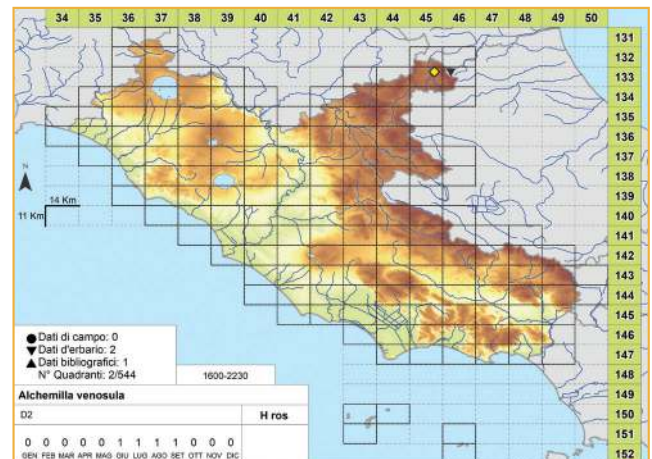 34 35 36 37 38 39 40 41 42 43 44 45 46 47 48 49 50
131
132
133
134
135
136
137
138
139
140
141
142
143
144
145
146
147
148
149
150
151
152
N
14 Km
11 Km
Dati di campo: 0
Dati d'erbario: 2
Dati bibliografici: 1
N° Quadranti: 2/544
1600-2230
Alchemilla venosula
D2
H ros
0 0 0 0 0 1 1 1 1 0 0 0
GEN FEB MAR APR MAG GIU LUG AGO SET OTT NOV DIC